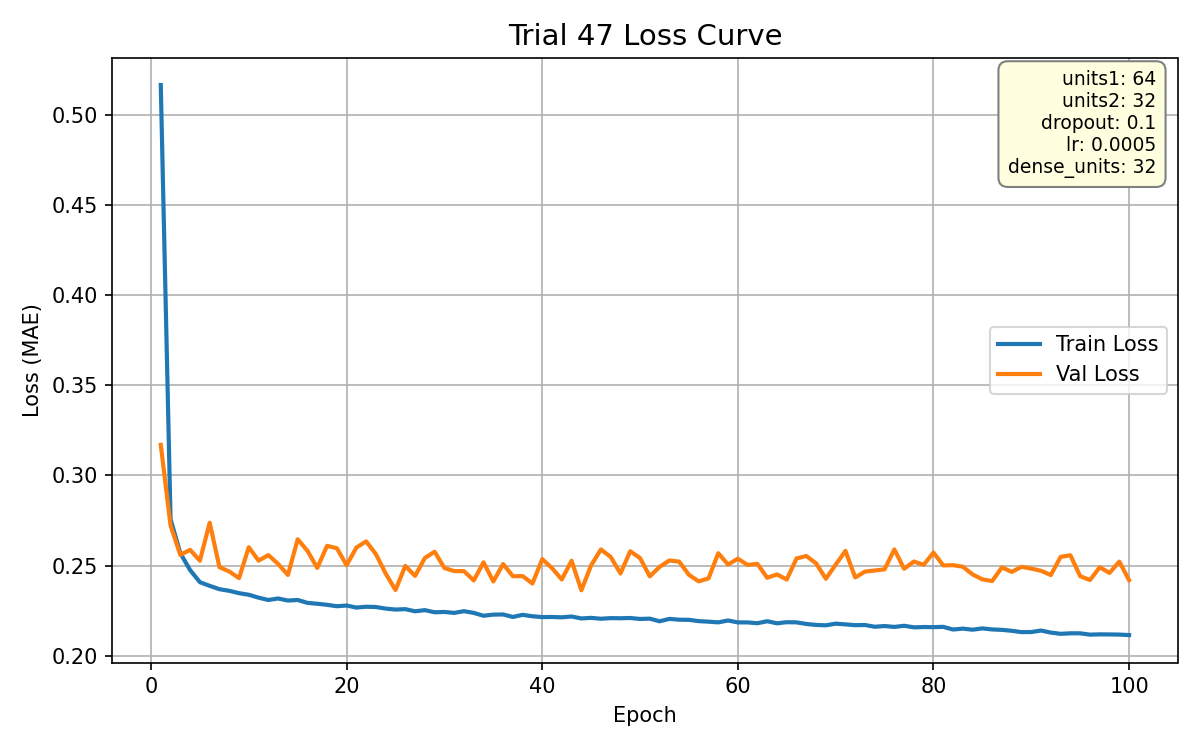 Trial 47 Loss Curve
units1: 64
units2: 32
dropout: 0.1
lr: 0.0005
dense_units: 32
0.50
0.45
0.40
0.35
0.30
0.25
0.20
Loss (MAE)
Train Loss
Val Loss
0
20
40
60
80
100
Epoch